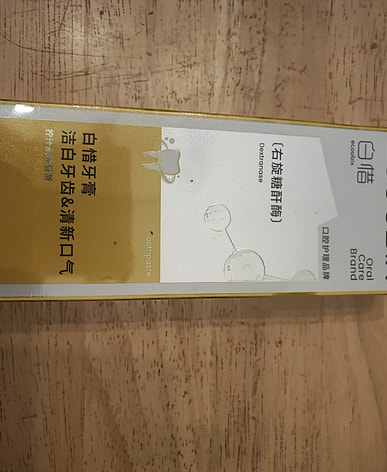 白惜
ecoobix
Oral
Care
Brand
口腔护理品牌
〔右旋糖酐酶〕
Dextranase
toothpaste
白惜牙膏
洁白牙齿&清新口气